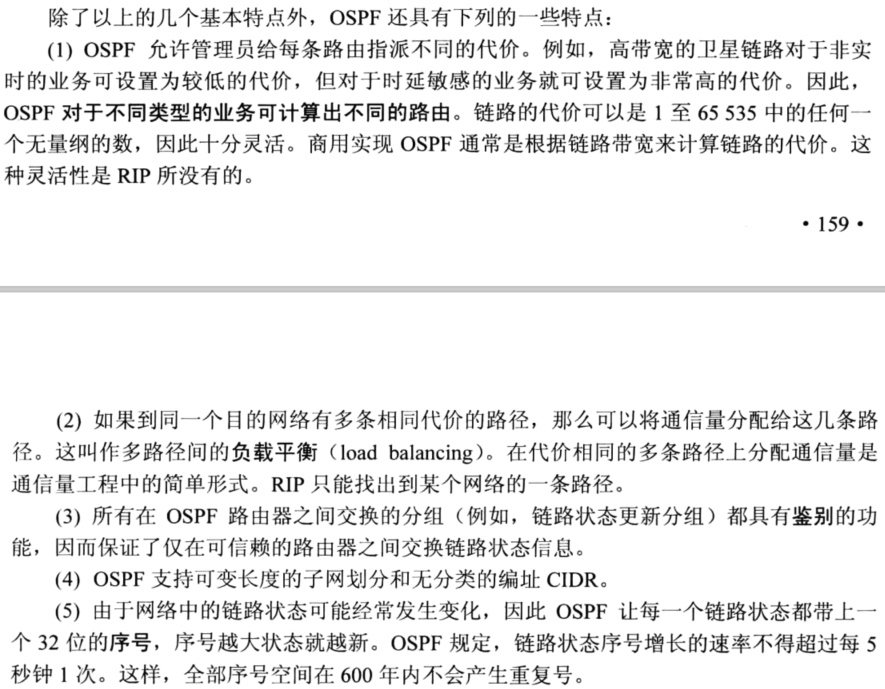 除了以上的几个基本特点外，OSPF 还具有下列的一些特点：
(1) OSPF 允许管理员给每条路由指派不同的代价。例如，高带宽的卫星链路对于非实
时的业务可设置为较低的代价，但对于时延敏感的业务就可设置为非常高的代价。因此，
OSPF 对于不同类型的业务可计算出不同的路由。链路的代价可以是 1 至 65 535 中的任何一
个无量纲的数，因此十分灵活。商用实现 OSPF 通常是根据链路带宽来计算链路的代价。这
种灵活性是 RIP 所没有的。
• 159 •
(2) 如果到同一个目的网络有多条相同代价的路径，那么可以将通信量分配给这几条路
径。这叫作多路径间的负载平衡（load balancing）。在代价相同的多条路径上分配通信量是
通信量工程中的简单形式。RIP 只能找出到某个网络的一条路径。
(3) 所有在 OSPF 路由器之间交换的分组（例如，链路状态更新分组）都具有鉴别的功
能，因而保证了仅在可信赖的路由器之间交换链路状态信息。
(4) OSPF 支持可变长度的子网划分和无分类的编址 CIDR。
(5) 由于网络中的链路状态可能经常发生变化，因此 OSPF 让每一个链路状态都带上一
个 32 位的序号，序号越大状态就越新。OSPF 规定，链路状态序号增长的速率不得超过每 5
秒钟 1 次。这样，全部序号空间在 600 年内不会产生重复号。